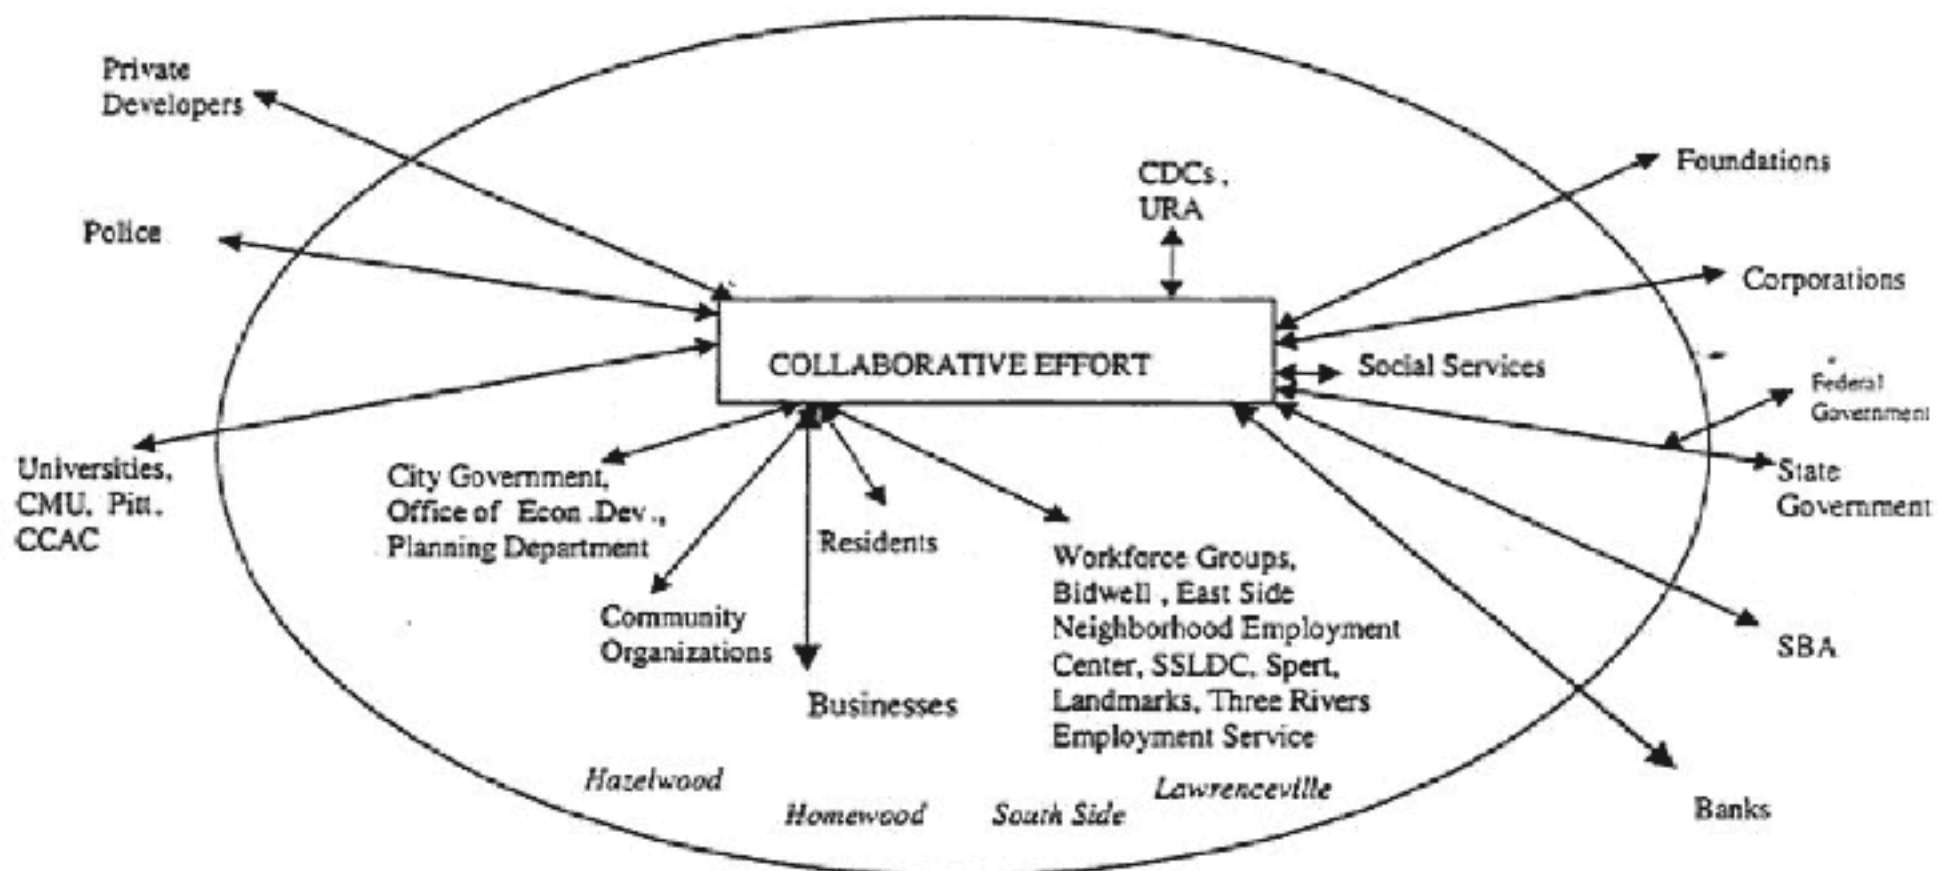 Private
Developers
Police
Universities,
CMU, Pitt,
CCAC
CDCs ,
URA
Foundations
Corporations
COLLABORATIVE EFFORT
Social Services
Federal
Government
State
Government
SBA
Banks
City Government,
Office of Econ .Dev .,
Planning Department
Community
Organizations
Businesses
Residents
Workforce Groups,
Bidwell , East Side
Neighborhood Employment
Center, SSLDC, Spert,
Landmarks, Three Rivers
Employment Service
Hazelwood
Homewood
South Side
Lawrenceville